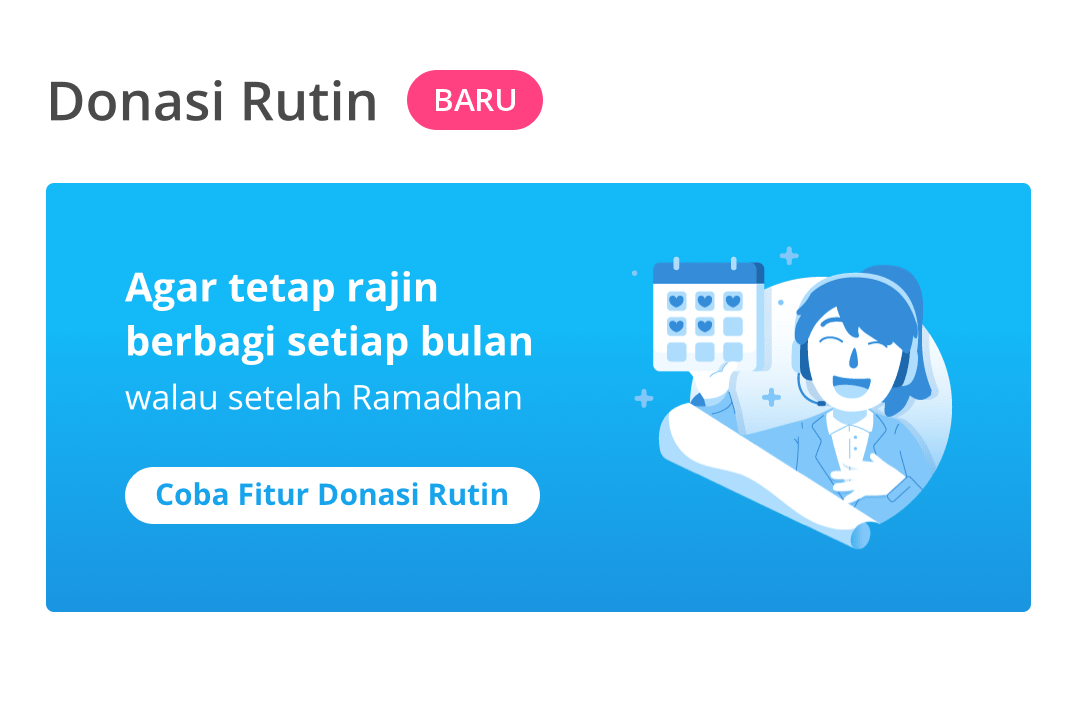 Donasi Rutin BARU
Agar tetap rajin
berbagi setiap bulan
walau setelah Ramadhan
Coba Fitur Donasi Rutin